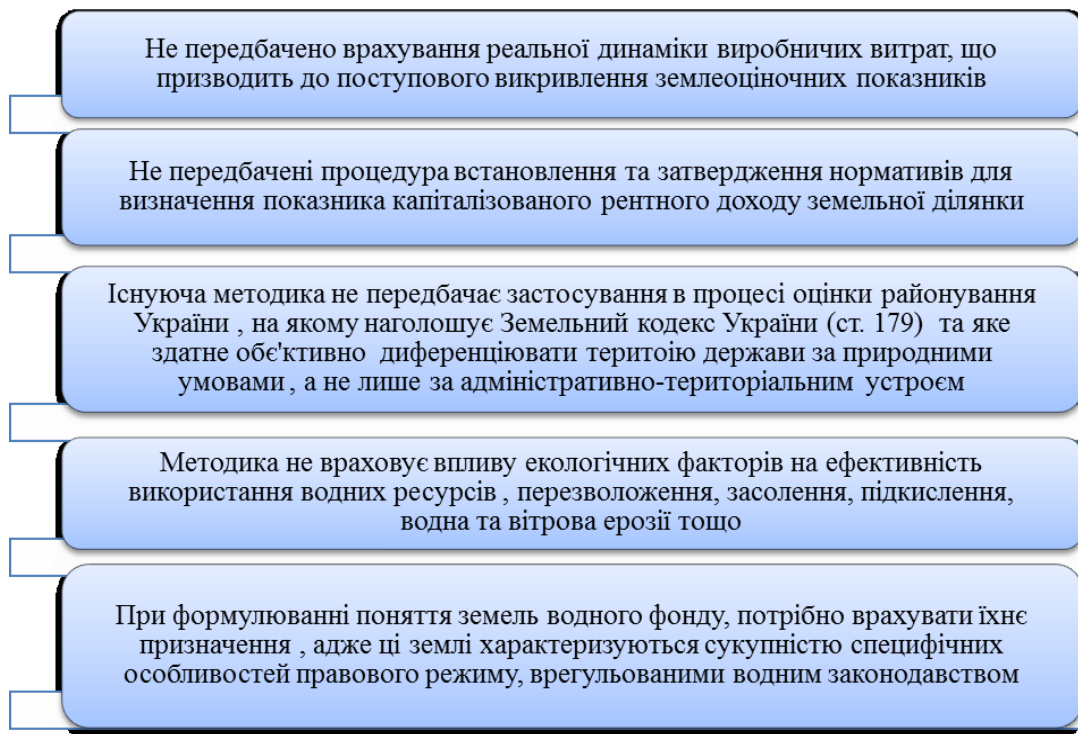 Не передбачено врахування реальної динаміки виробничих витрат, що
призводить до поступового викривлення землеоціночних показників
Не передбачені процедура встановлення та затвердження нормативів для
визначення показника капіталізованого рентного доходу земельної ділянки
Існуюча методика не передбачає застосування в процесі оцінки районування
України , на якому наголошує Земельний кодекс України (ст. 179) та яке
здатне обє'ктивно диференціювати територію держави за природними
умовами , а не лише за адміністративно-територіальним устроєм
Методика не враховує впливу екологічних факторів на ефективність
використання водних ресурсів , перезволоження, засолення, підкислення,
водна та вітрова ерозії тощо
При формулюванні поняття земель водного фонду, потрібно врахувати їхнє
призначення , адже ці землі характеризуються сукупністю специфічних
особливостей правового режиму, врегульованими водним законодавством